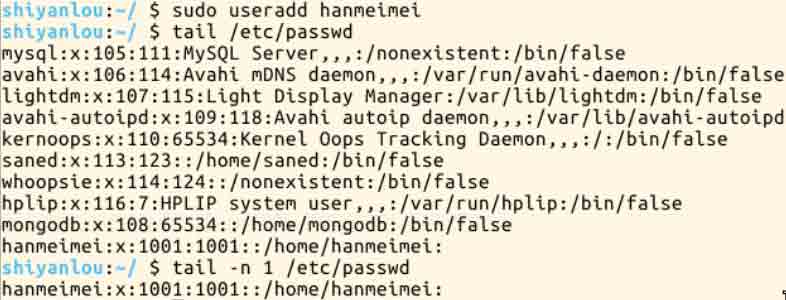 shiyanlou:~/ $ sudo useradd hanmeimei
shiyanlou:~/ $ tail /etc/passwd
mysql:x:105:111:MySQL Server,,,:/nonexistent:/bin/false
avahi:x:106:114:Avahi mDNS daemon,,,:/var/run/avahi-daemon:/bin/false
lightdm:x:107:115:Light Display Manager:/var/lib/lightdm:/bin/false
avahi-autoipd:x:109:118:Avahi autoip daemon,,,:/var/lib/avahi-autoipd
kernoops:x:110:65534:Kernel Oops Tracking Daemon,,,:/:/bin/false
saned:x:113:123::/home/saned:/bin/false
whoopsie:x:114:124::/nonexistent:/bin/false
hplip:x:116:7:HPLIP system user,,,:/var/run/hplip:/bin/false
mongodb:x:108:65534::/home/mongodb:/bin/false
hanmeimei:x:1001:1001::/home/hanmeimei:
shiyanlou:~/ $ tail -n 1 /etc/passwd
hanmeimei:x:1001:1001::/home/hanmeimei: